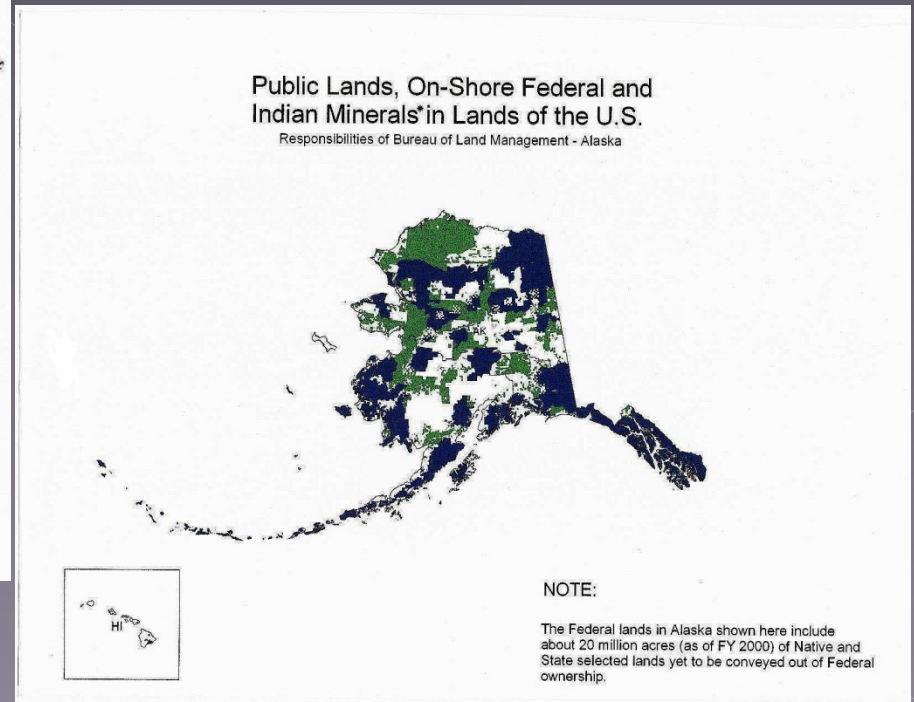 Public Lands, On-Shore Federal and
Indian Minerals* in Lands of the U.S.
Responsibilities of Bureau of Land Management - Alaska
AK
HI
NOTE:
The Federal lands in Alaska shown here include
about 20 million acres (as of FY 2000) of Native and
State selected lands yet to be conveyed out of Federal
ownership.